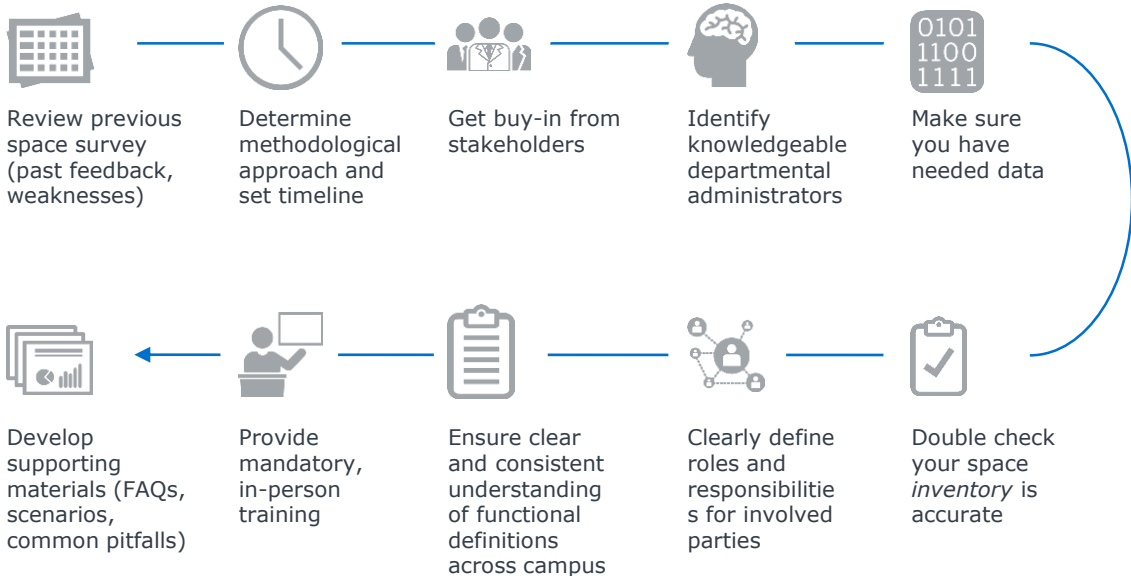 0101
1100
1111
Review previous
space survey
(past feedback,
weaknesses)
Determine
methodological
approach and
set timeline
Get buy-in from
stakeholders
Identify
knowledgeable
departmental
administrators
Make sure
you have
needed data
Develop
supporting
materials (FAQs,
scenarios,
common pitfalls)
Provide
mandatory,
in-person
training
Ensure clear
and consistent
understanding
of functional
definitions
across campus
Clearly define
roles and
responsibilitie
s for involved
parties
Double check
your space
inventory is
accurate